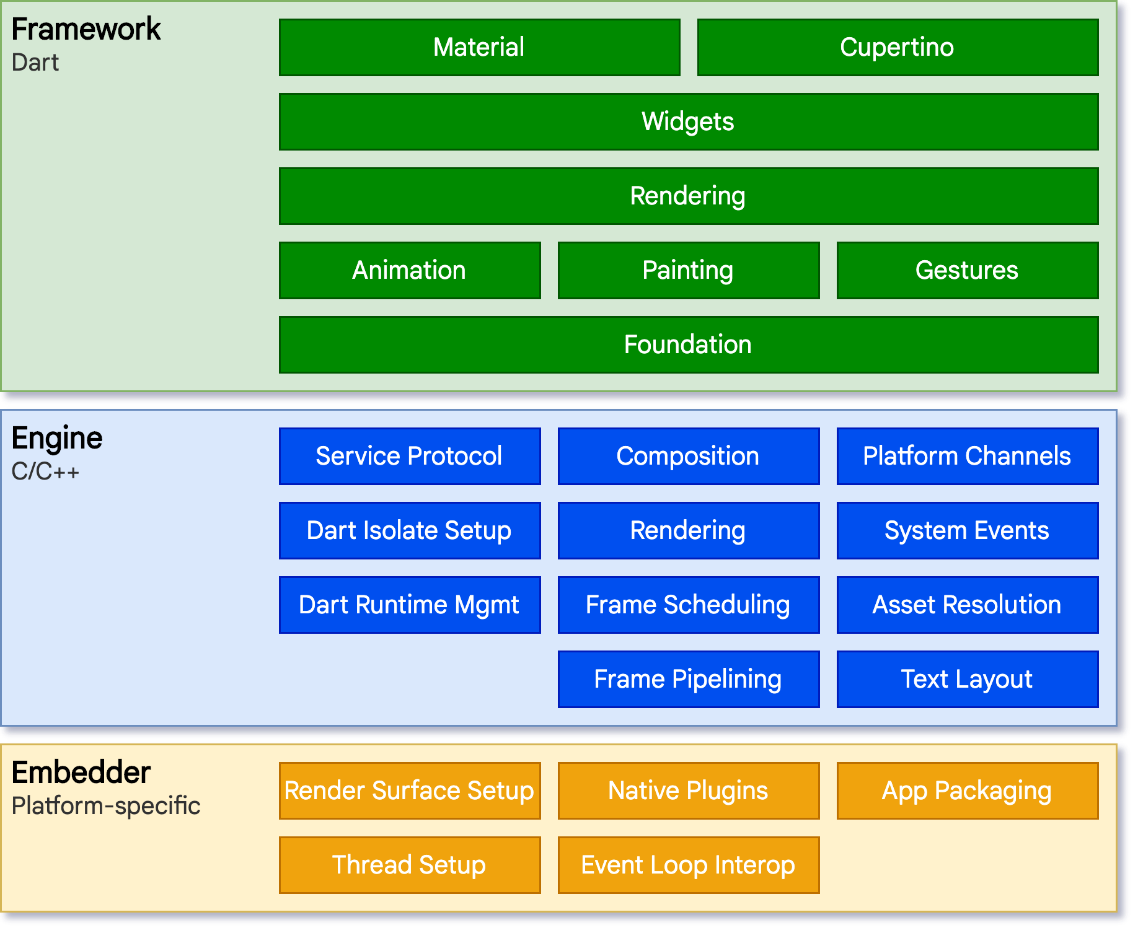 Framework
Dart
Material
Cupertino
Widgets
Rendering
Animation
Painting
Gestures
Foundation
Engine
C/C++
Service Protocol
Composition
Platform Channels
Dart Isolate Setup
Rendering
System Events
Dart Runtime Mgmt
Frame Scheduling
Asset Resolution
Frame Pipelining
Text Layout
Embedder
Platform-specific
Render Surface Setup
Native Plugins
App Packaging
Thread Setup
Event Loop Interop